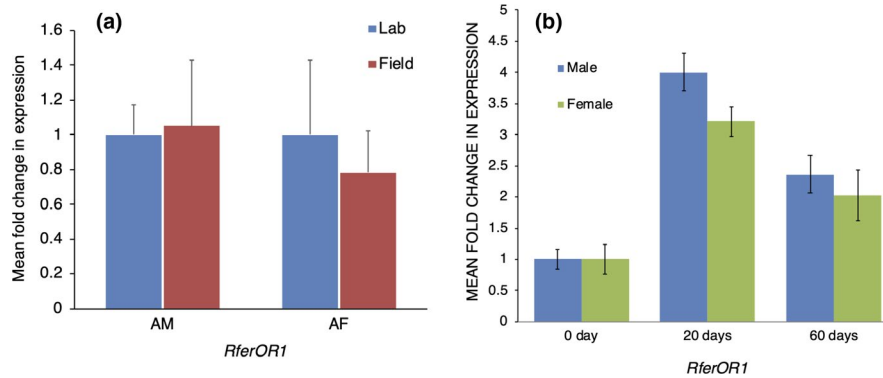 (a)
Mean fold change in expression
1.6
1.4
1.2
1
0.8
0.6
0.4
0.2
0
Lab
Field
AM
AF
RferOR1
(b)
MEAN FOLD CHANGE IN EXPRESSION
5
4.5
4
3.5
3
2.5
2
1.5
1
0.5
0
Male
Female
0 day
20 days
60 days
RferOR1